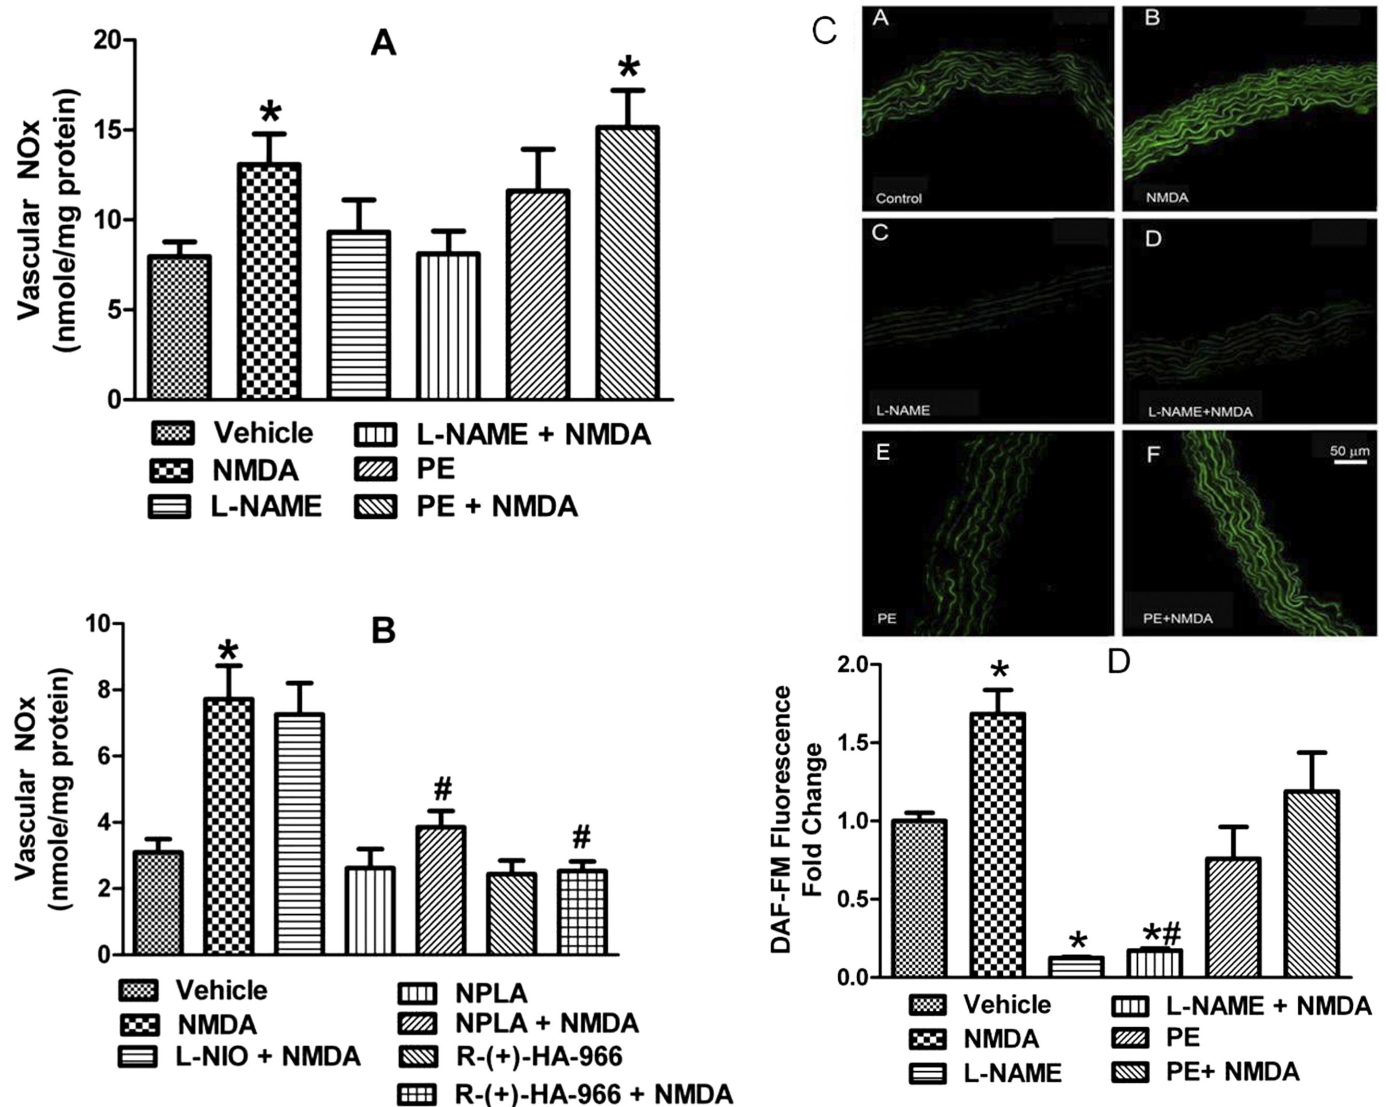 A
20
15
10
5
0
Vascular NOx
(nmole/mg protein)
*
*
Vehicle
NMDA
L-NAME
L-NAME + NMDA
PE
PE + NMDA
B
10
8
6
4
2
0
Vascular NOx
(nmole/mg protein)
*
#
#
Vehicle
NMDA
L-NIO + NMDA
NPLA
NPLA + NMDA
R-(+)-HA-966
R-(+)-HA-966 + NMDA
C
A
Control
B
NMDA
C
L-NAME
D
L-NAME+NMDA
E
PE
F
50 μm
PE+NMDA
D
2.0
1.5
1.0
0.5
0.0
DAF-FM Fluorescence
Fold Change
*
*
*#
Vehicle
NMDA
L-NAME
L-NAME + NMDA
PE
PE+ NMDA